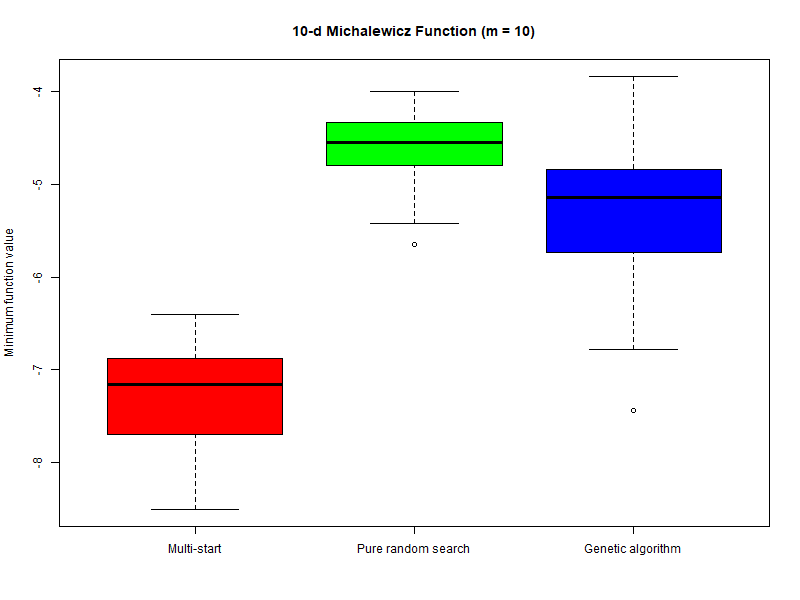 10-d Michalewicz Function (m = 10)
Minimum function value
-4
-5
-6
-7
-8
Multi-start
Pure random search
Genetic algorithm